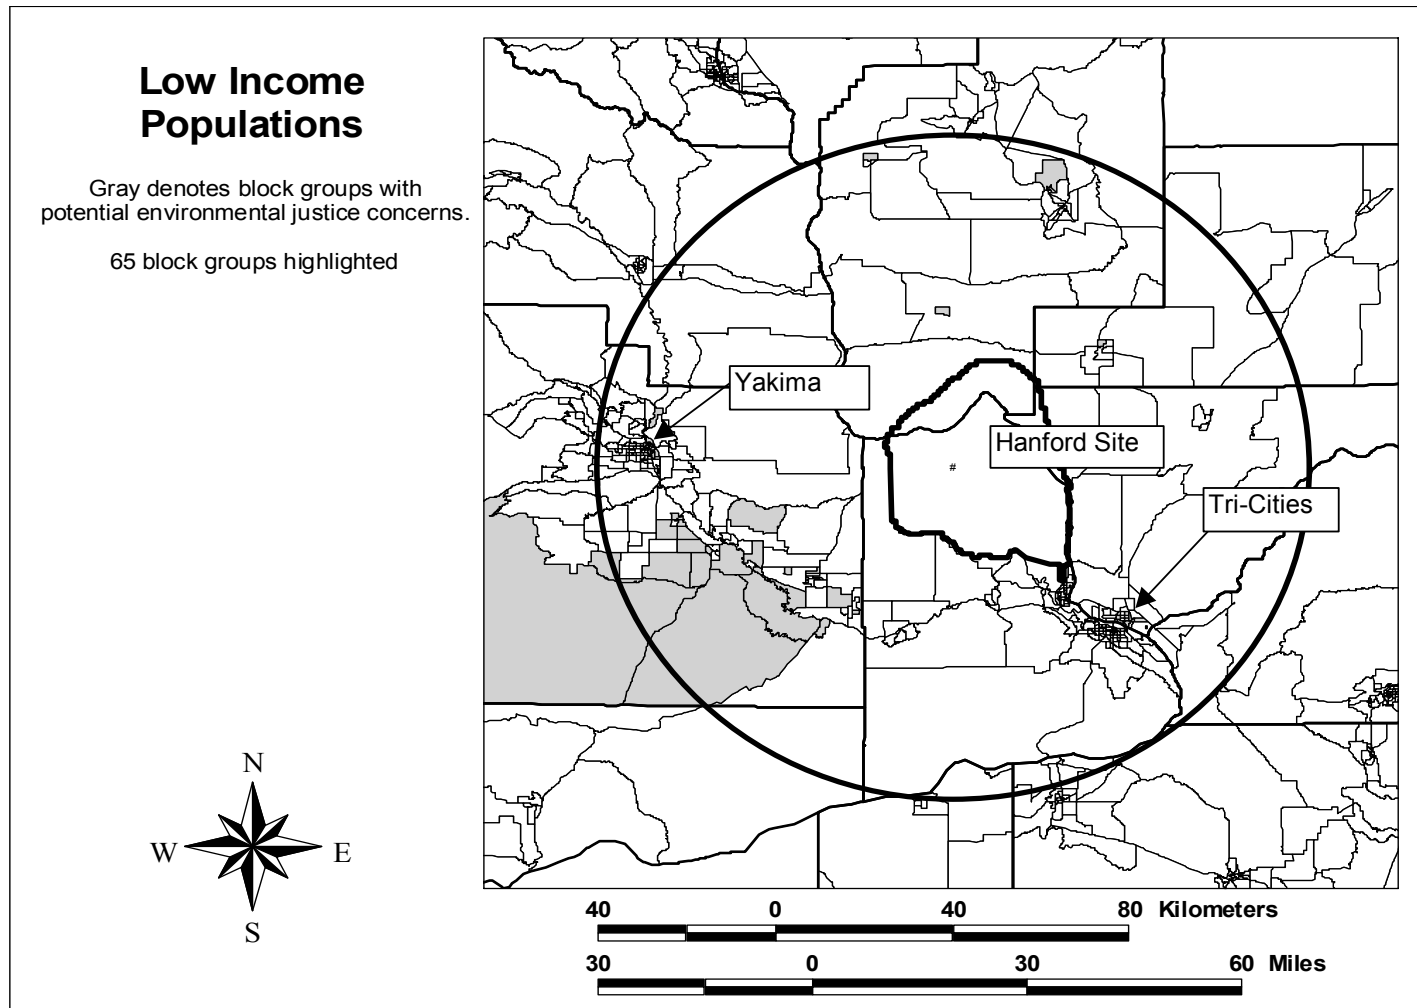 Low Income
Populations
Gray denotes block groups with
potential environmental justice concerns.
65 block groups highlighted
Yakima
Hanford Site
#
Tri-Cities
N
W
E
S
40 0 40 80 Kilometers
30 0 30 60 Miles